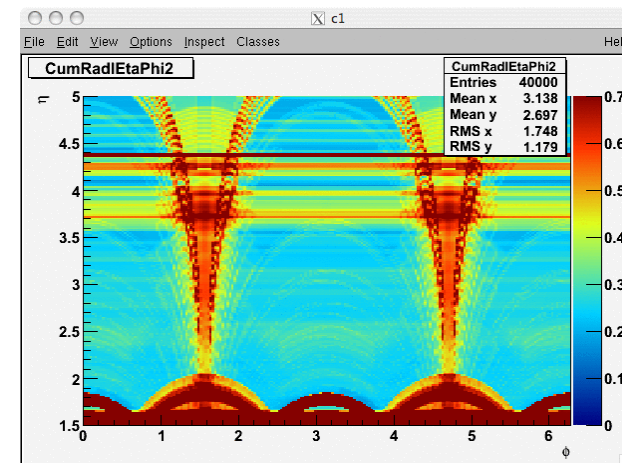 c1
File Edit View Options Inspect Classes Hel
CumRadlEtaPhi2
CumRadlEtaPhi2
Entries 40000
Mean x 3.138
Mean y 2.697
RMS x 1.748
RMS y 1.179
η
5
4.5
4
3.5
3
2.5
2
1.5
0 1 2 3 4 5 6
ϕ
0.7
0.6
0.5
0.4
0.3
0.2
0.1
0